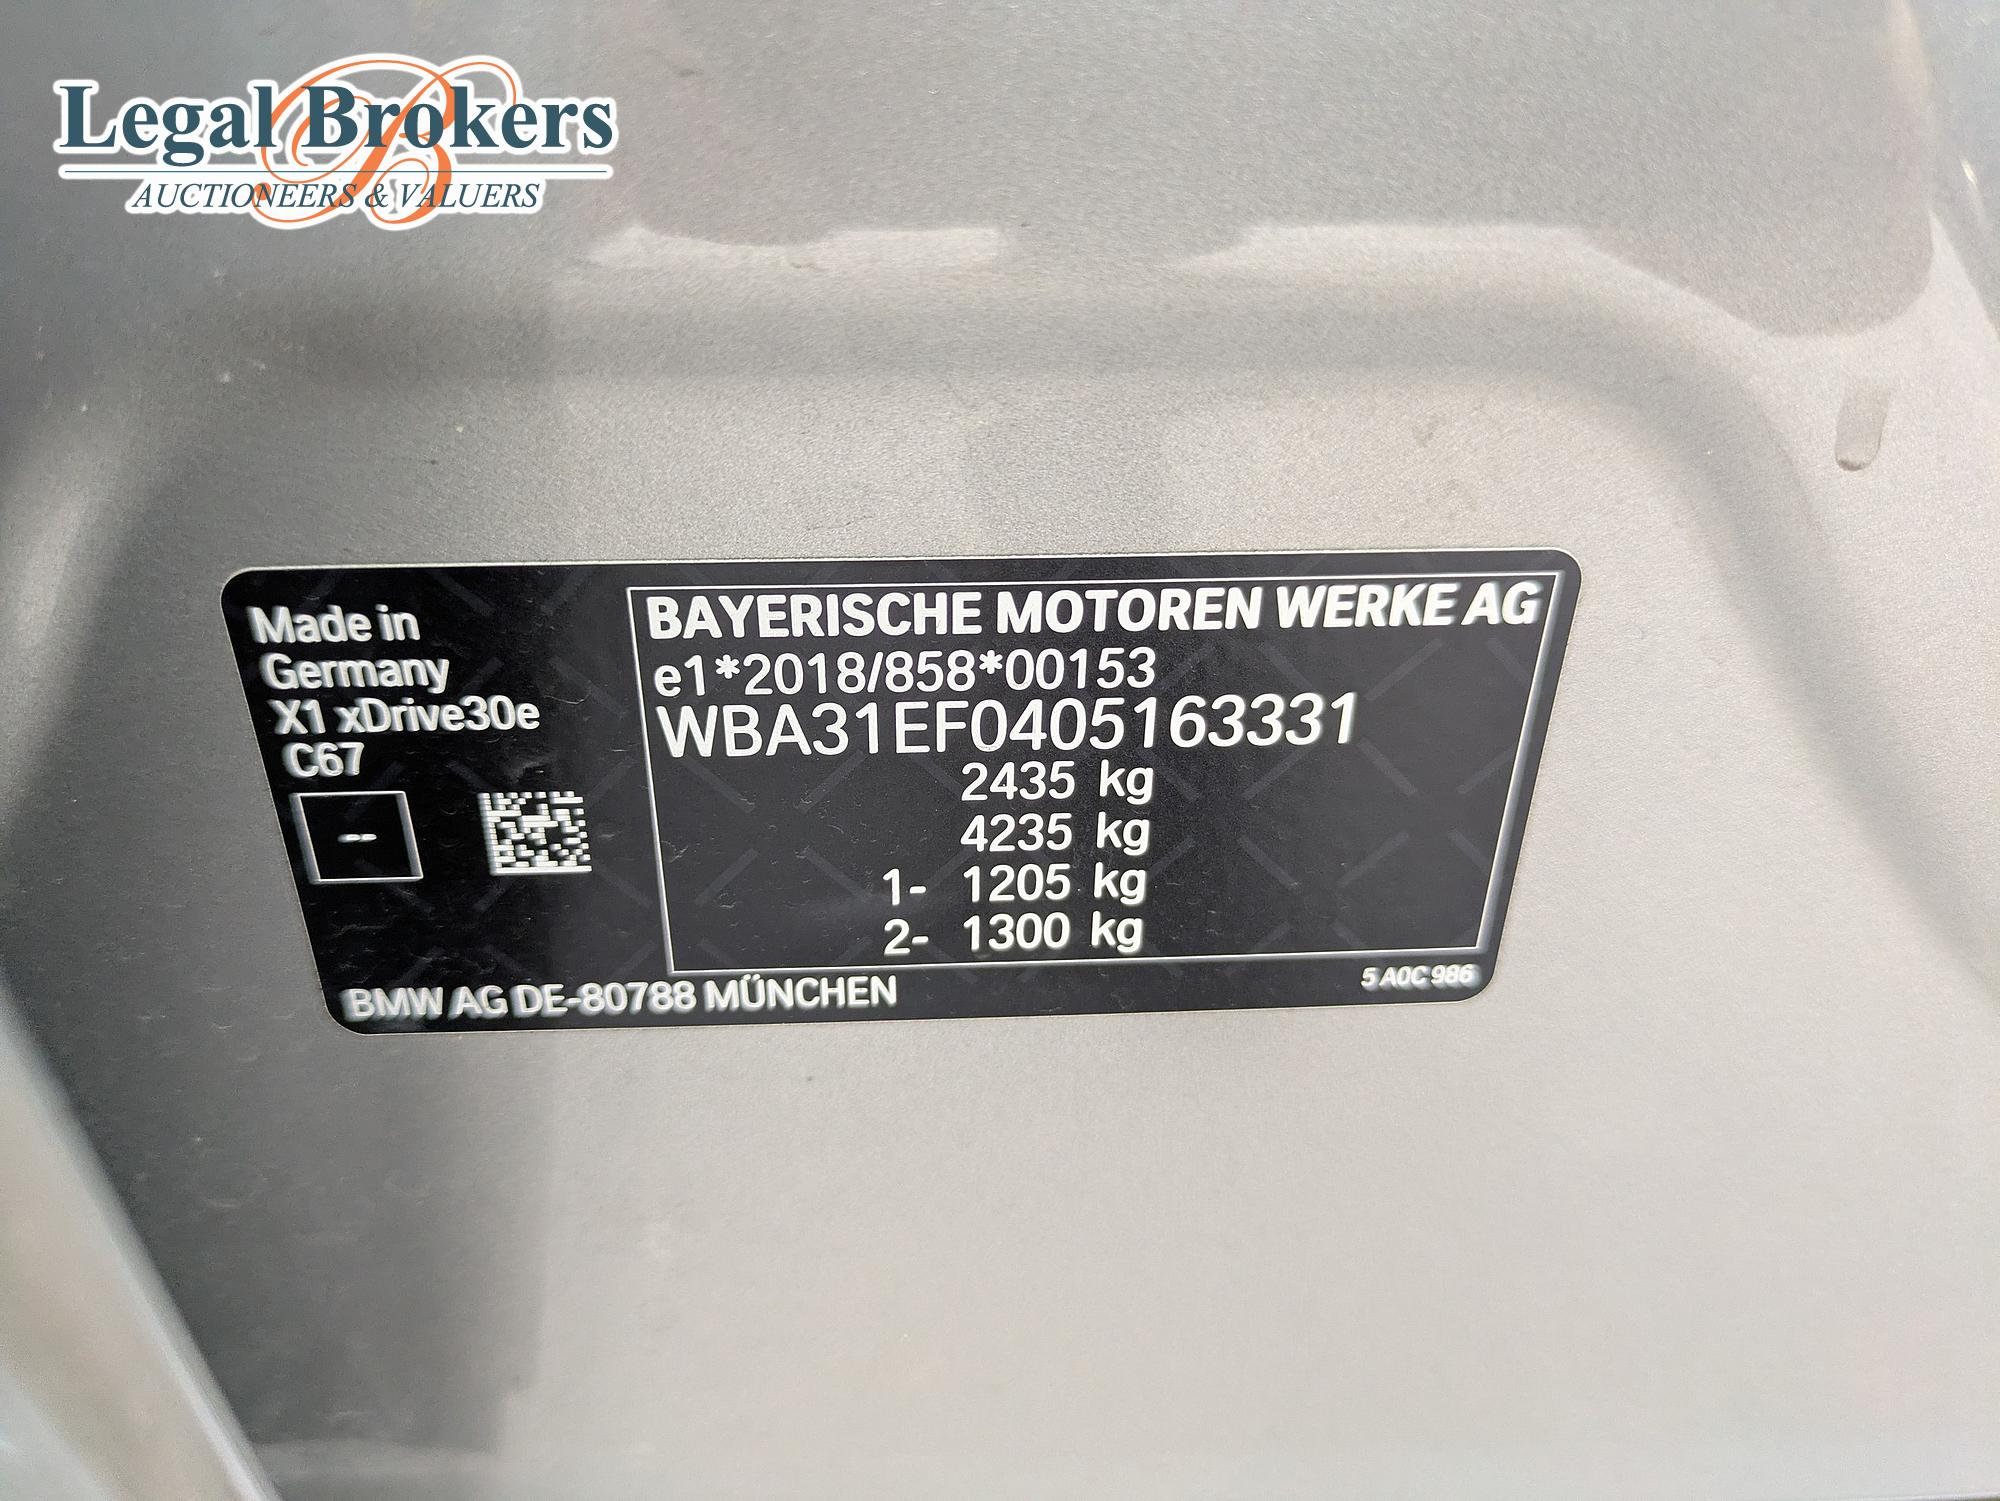 Legal Brokers
AUCTIONEERS & VALUERS
Made in
Germany
X1 xDrive30e
C67
--
BAYERISCHE MOTOREN WERKE AG
e1*2018/858*00153
WBA31EF0405163331
2435 kg
4235 kg
1- 1205 kg
2- 1300 kg
BMW AG DE-80788 MÜNCHEN
5 A0C 986